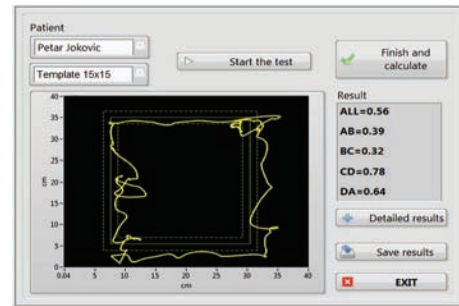 Patient
Petar Jokovic
Template 15x15
Start the test
Finish and
calculate
Result
ALL=0.56
AB=0.39
BC=0.32
CD=0.78
DA=0.64
Detailed results
Save results
EXIT
40-
35-
30-
25-
20-
15-
10-
5-
0-
cm
0.04 5 10 15 20 25 30 35 40
cm